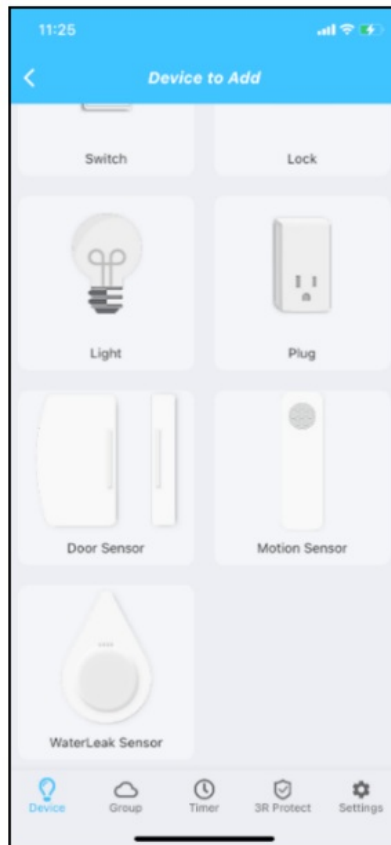 11:25
Device to Add
Switch Lock
Light Plug
Door Sensor Motion Sensor
WaterLeak Sensor
Device Group Timer 3R Protect Settings